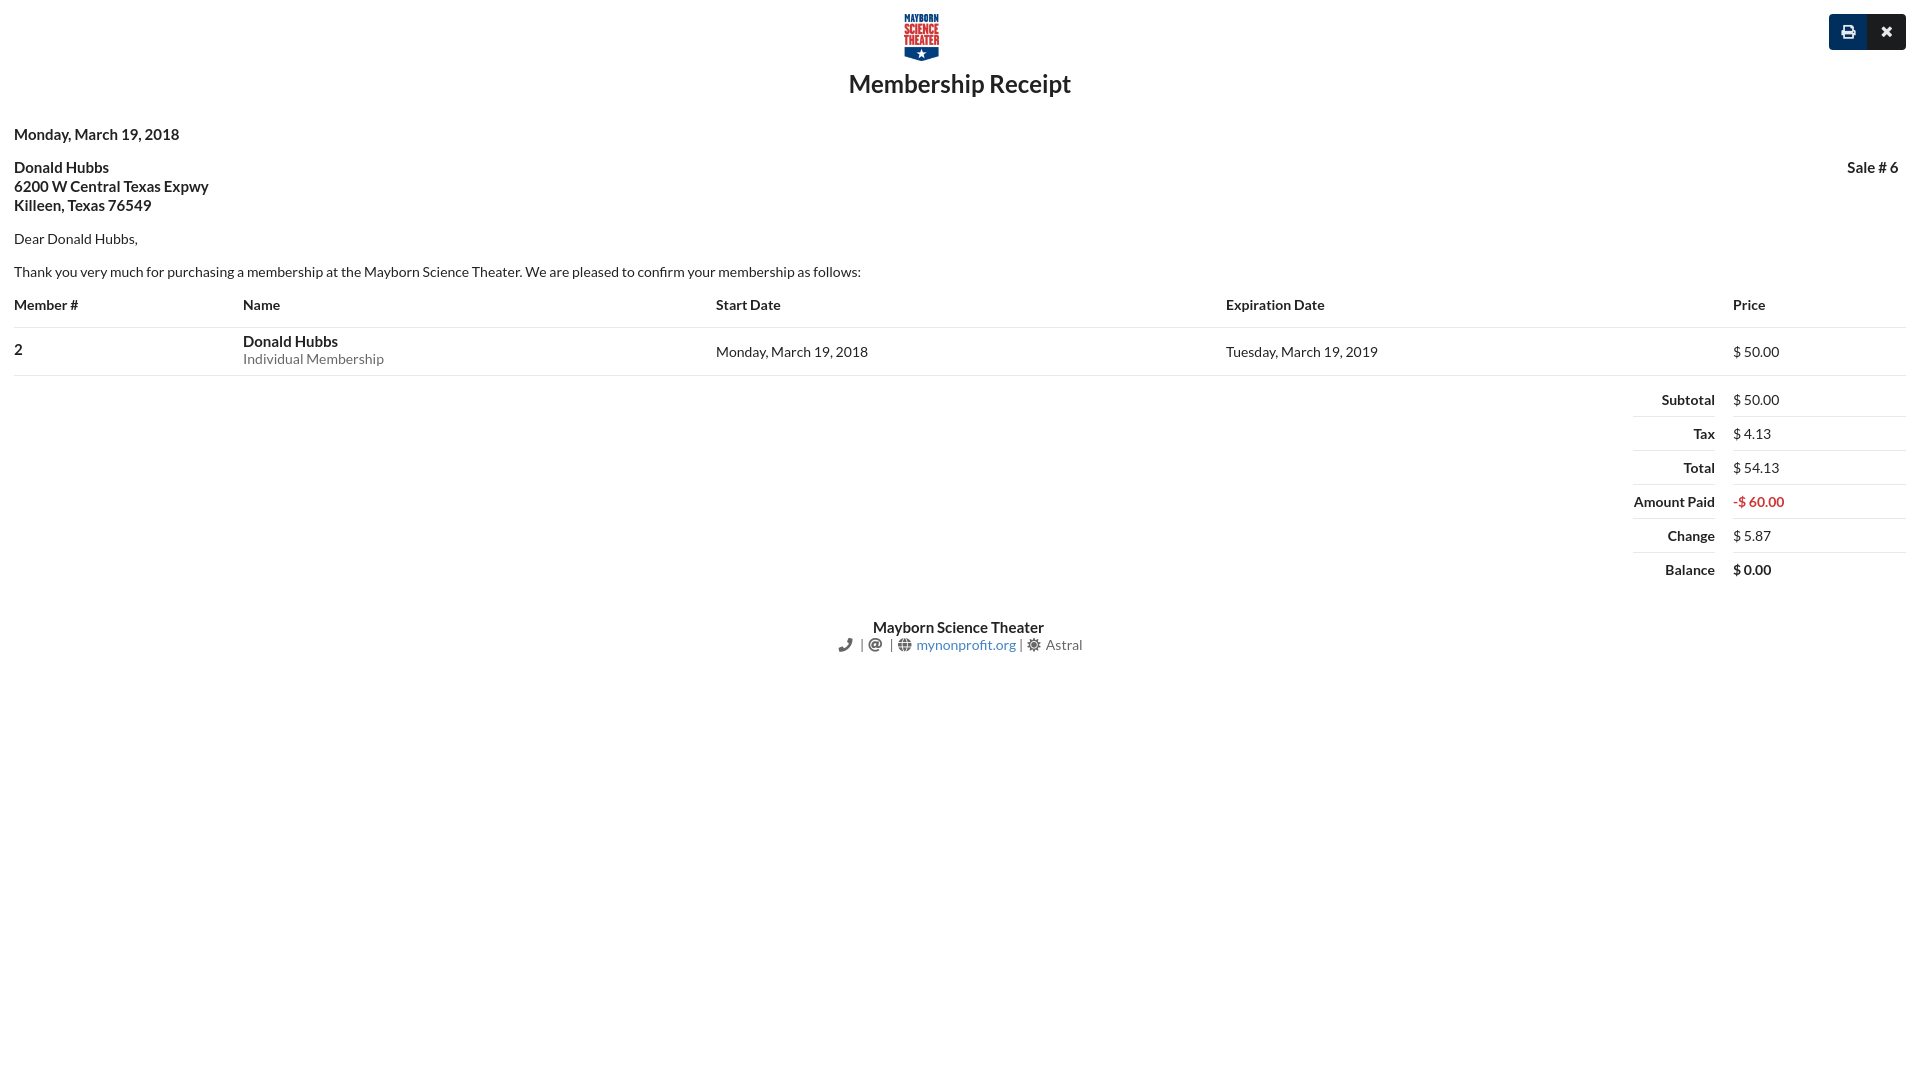 MAYBORN
SCIENCE
THEATER
Membership Receipt
Monday, March 19, 2018
Donald Hubbs
6200 W Central Texas Expwy
Killeen, Texas 76549
Sale # 6
Dear Donald Hubbs,
Thank you very much for purchasing a membership at the Mayborn Science Theater. We are pleased to confirm your membership as follows:
Member # Name Start Date Expiration Date Price
2 Donald Hubbs Monday, March 19, 2018 Tuesday, March 19, 2019 $ 50.00
Individual Membership
Subtotal $ 50.00
Tax $ 4.13
Total $ 54.13
Amount Paid -$ 60.00
Change $ 5.87
Balance $ 0.00
Mayborn Science Theater
| @ | mynonprofit.org | Astral